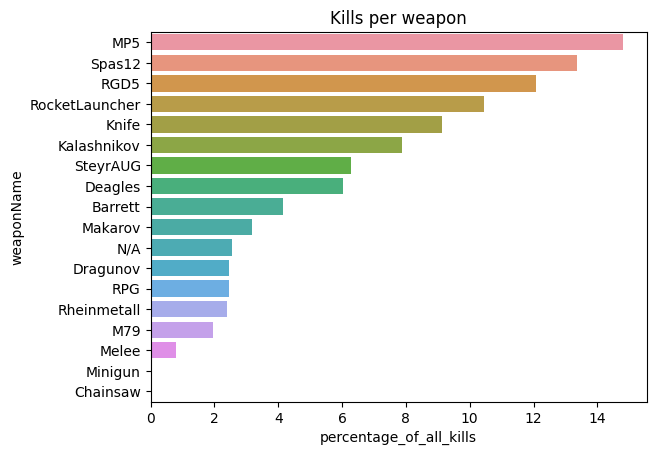 Kills per weapon
MP5
Spas12
RGD5
RocketLauncher
Knife
Kalashnikov
SteyrAUG
Deagles
Barrett
Makarov
N/A
Dragunov
RPG
Rheinmetall
M79
Melee
Minigun
Chainsaw
weaponName
0 2 4 6 8 10 12 14
percentage_of_all_kills